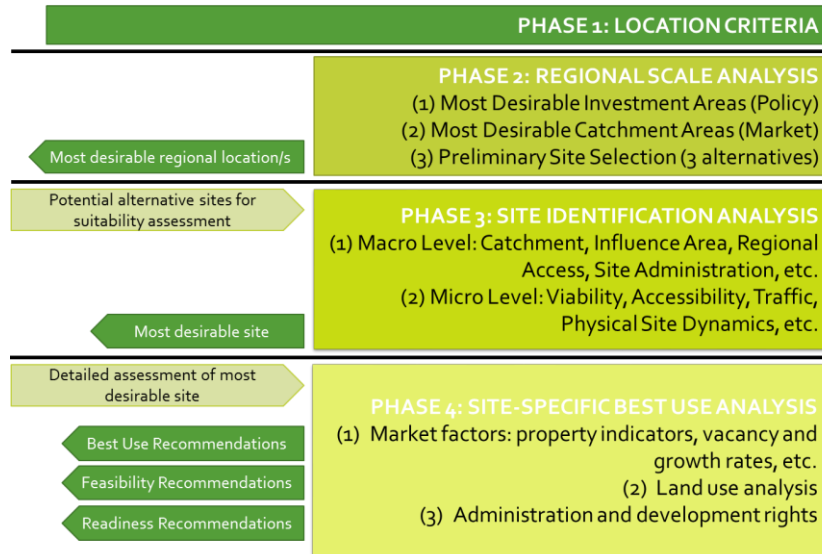 PHASE 1: LOCATION CRITERIA
PHASE 2: REGIONAL SCALE ANALYSIS
(1) Most Desirable Investment Areas (Policy)
(2) Most Desirable Catchment Areas (Market)
(3) Preliminary Site Selection (3 alternatives)
Most desirable regional location/s
Potential alternative sites for
suitability assessment
PHASE 3: SITE IDENTIFICATION ANALYSIS
(1) Macro Level: Catchment, Influence Area, Regional
Access, Site Administration, etc.
(2) Micro Level: Viability, Accessibility, Traffic,
Physical Site Dynamics, etc.
Most desirable site
Detailed assessment of most
desirable site
PHASE 4: SITE-SPECIFIC BEST USE ANALYSIS
(1) Market factors: property indicators, vacancy and
growth rates, etc.
(2) Land use analysis
(3) Administration and development rights
Best Use Recommendations
Feasibility Recommendations
Readiness Recommendations